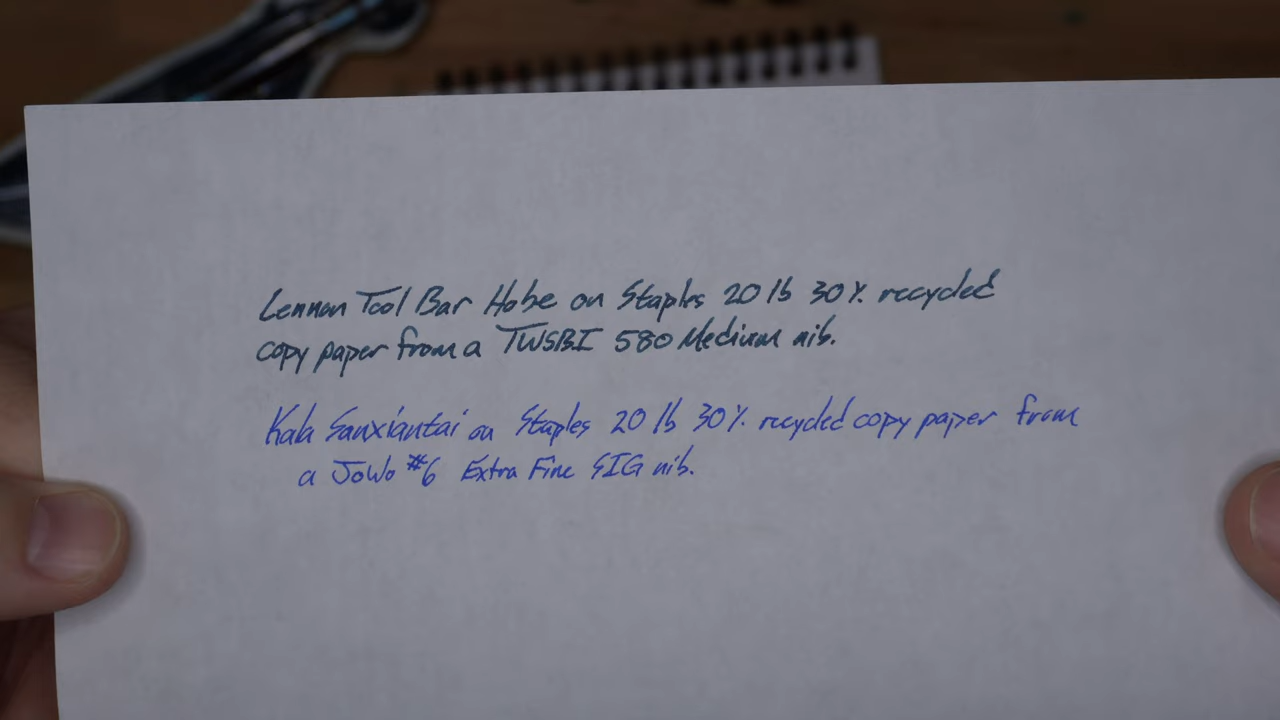 Lennon Tool Bar Hobe on Staples 20 lb 30% recycled
copy paper from a TWSBI 580 Medium nib.
Kala Sanxiantai on Staples 20 lb 30% recycled copy paper from
a JoWo #6 Extra Fine SIG nib.